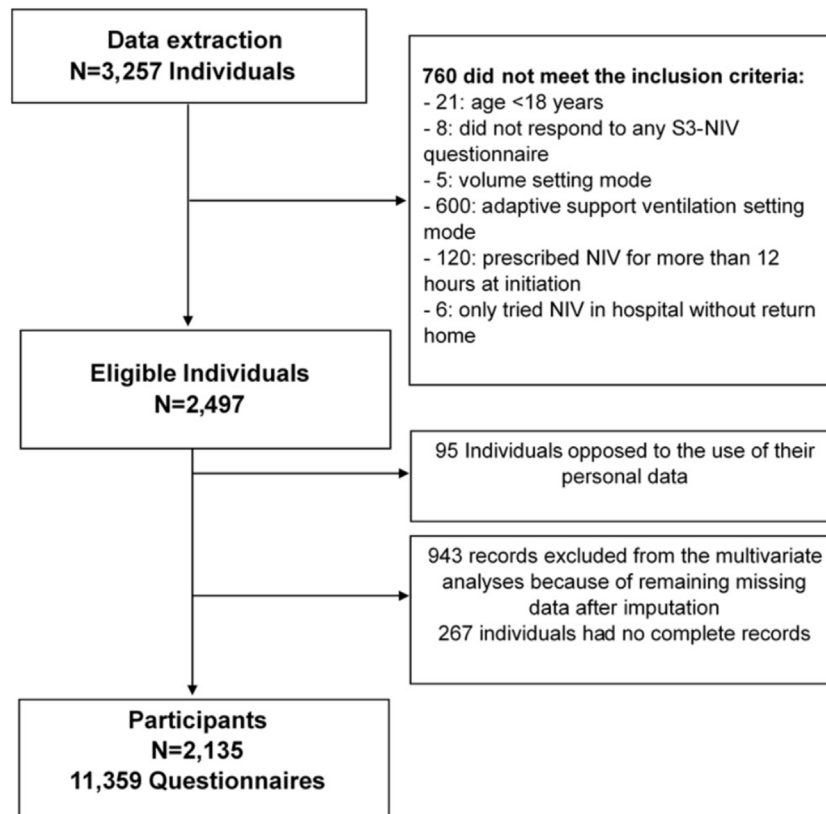 Data extraction
N=3,257 Individuals
760 did not meet the inclusion criteria:
- 21: age <18 years
- 8: did not respond to any S3-NIV
questionnaire
- 5: volume setting mode
- 600: adaptive support ventilation setting
mode
- 120: prescribed NIV for more than 12
hours at initiation
- 6: only tried NIV in hospital without return
home
Eligible Individuals
N=2,497
95 Individuals opposed to the use of their
personal data
943 records excluded from the multivariate
analyses because of remaining missing
data after imputation
267 individuals had no complete records
Participants
N=2,135
11,359 Questionnaires